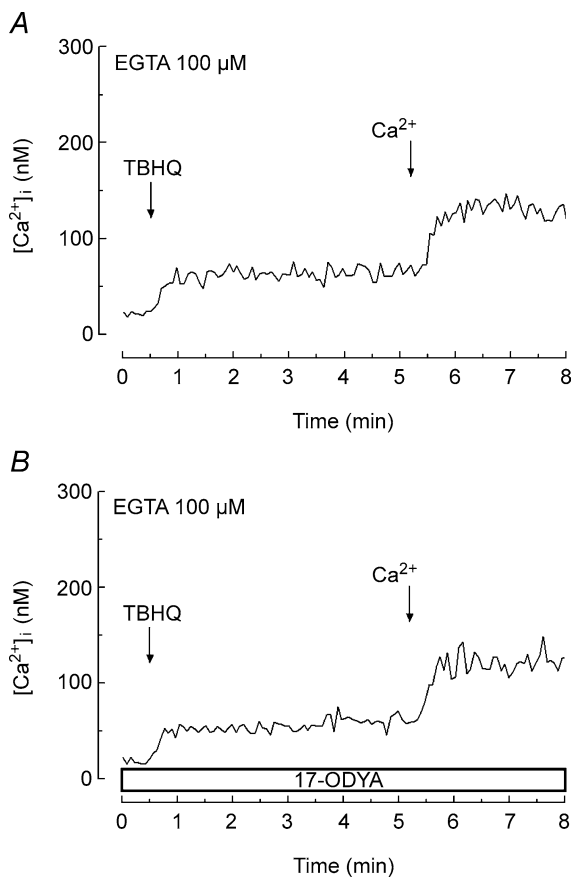 A
300
EGTA 100 µM
200
Ca2+
TBHQ
[Ca2+]i (nM)
100
0
0 1 2 3 4 5 6 7 8
Time (min)
B
300
EGTA 100 µM
200
Ca2+
TBHQ
[Ca2+]i (nM)
100
0
17-ODYA
0 1 2 3 4 5 6 7 8
Time (min)